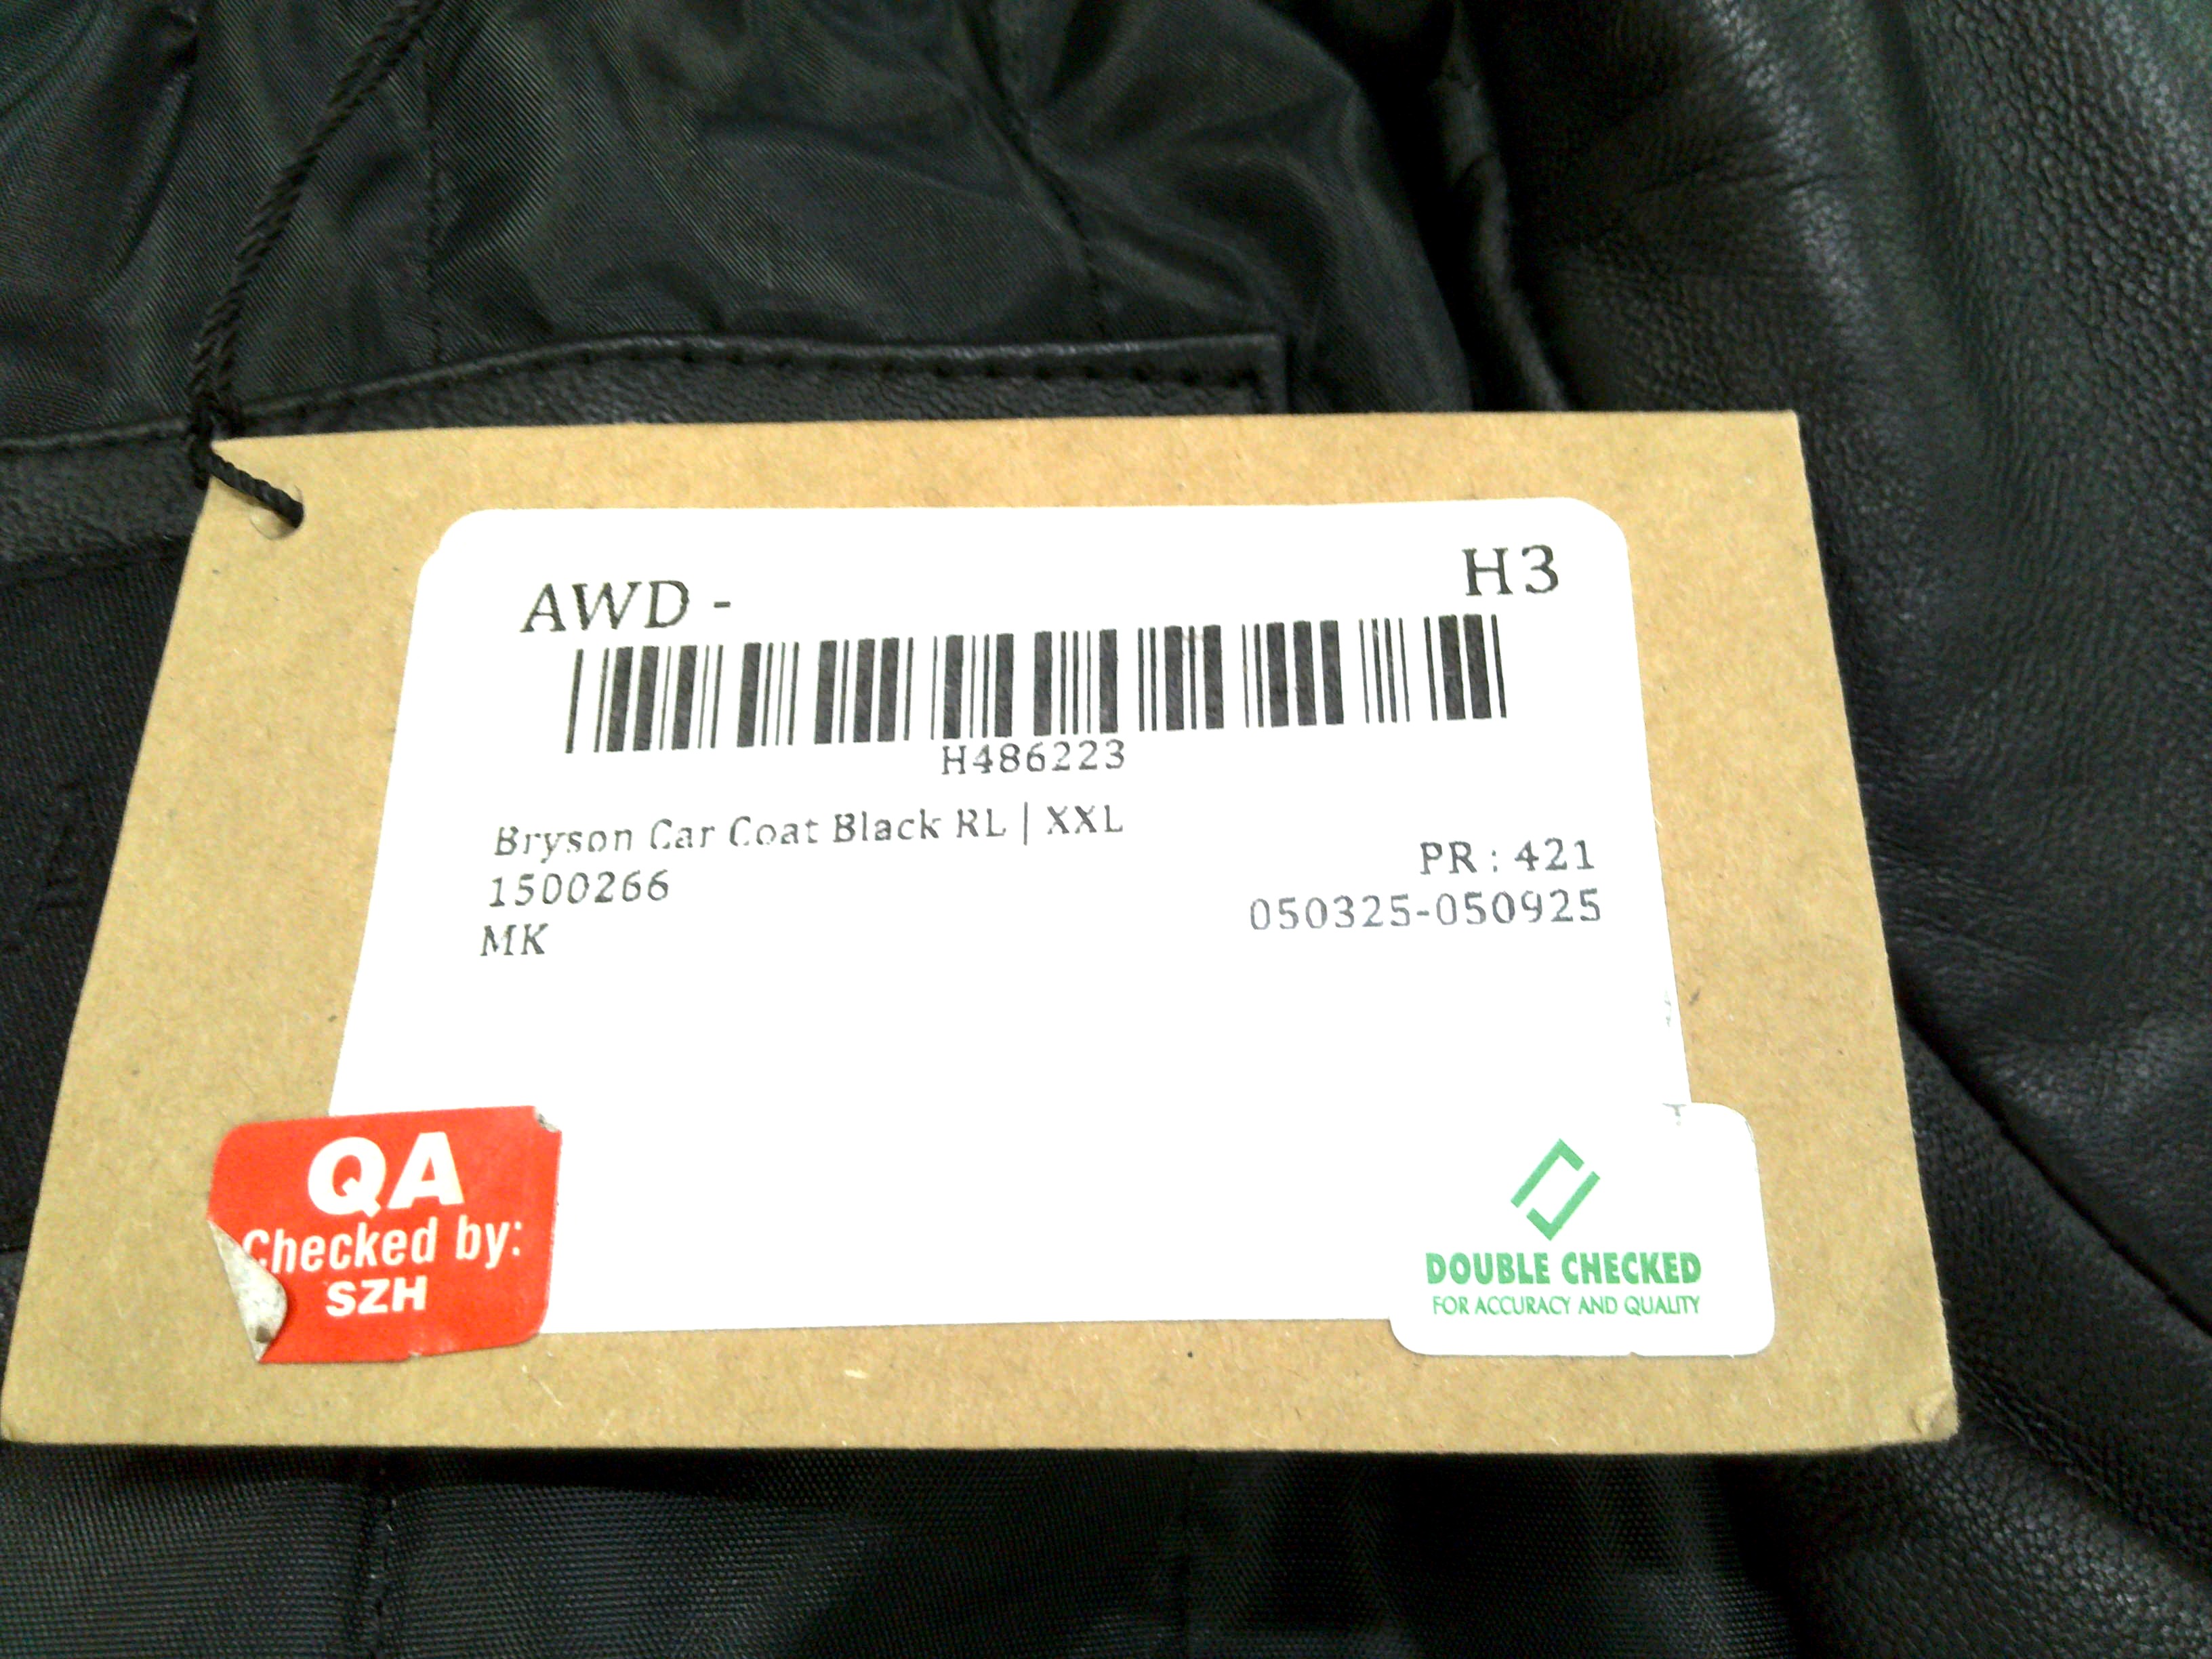 AWD -
H3
H486223
Bryson Car Coat Black RL | XXL
1500266
PR : 421
MK
050325-050925
QA
Checked by:
SZH
DOUBLE CHECKED
FOR ACCURACY AND QUALITY